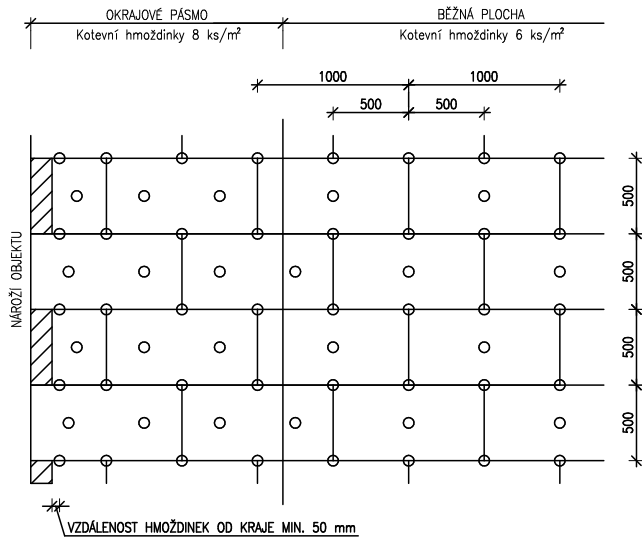 OKRAJOVÉ PÁSMO
Kotevní hmoždinky 8 ks/m²
BĚŽNÁ PLOCHA
Kotevní hmoždinky 6 ks/m²
1000
1000
500
500
500
500
500
500
NÁROŽÍ OBJEKTU
VZDÁLENOST HMOŽDINEK OD KRAJE MIN. 50 mm